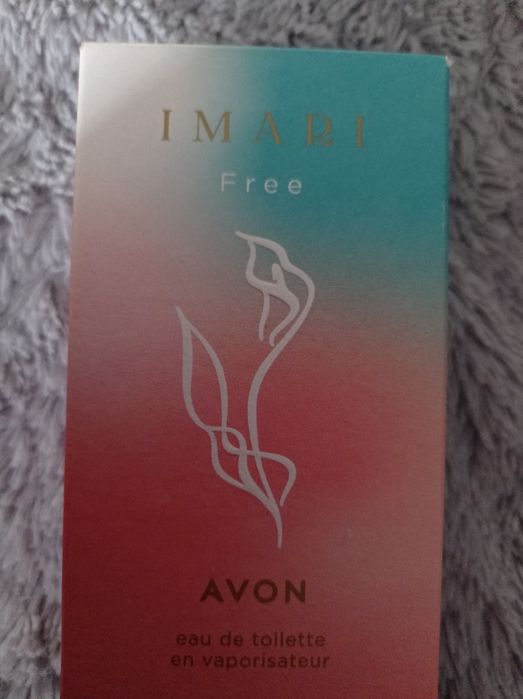 IMARI
Free
AVON
eau de toilette
en vaporisateur